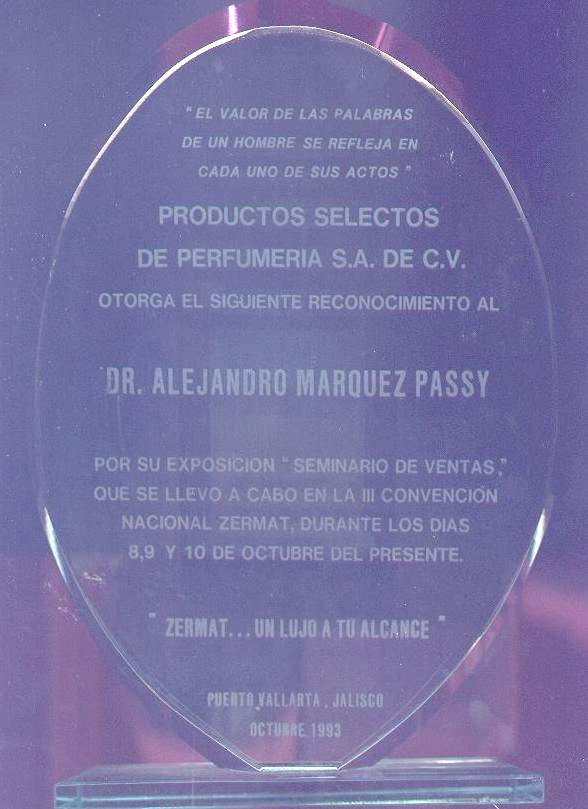 " EL VALOR DE LAS PALABRAS
DE UN HOMBRE SE REFLEJA EN
CADA UNO DE SUS ACTOS "
PRODUCTOS SELECTOS
DE PERFUMERIA S.A. DE C.V.
OTORGA EL SIGUIENTE RECONOCIMIENTO AL
DR. ALEJANDRO MARQUEZ PASSY
POR SU EXPOSICION " SEMINARIO DE VENTAS,"
QUE SE LLEVO A CABO EN LA III CONVENCIÓN
NACIONAL ZERMAT, DURANTE LOS DIAS
8,9 Y 10 DE OCTUBRE DEL PRESENTE.
" ZERMAT... UN LUJO A TU ALCANCE "
PUERTO VALLARTA , JALISCO
OCTUBRE 1993